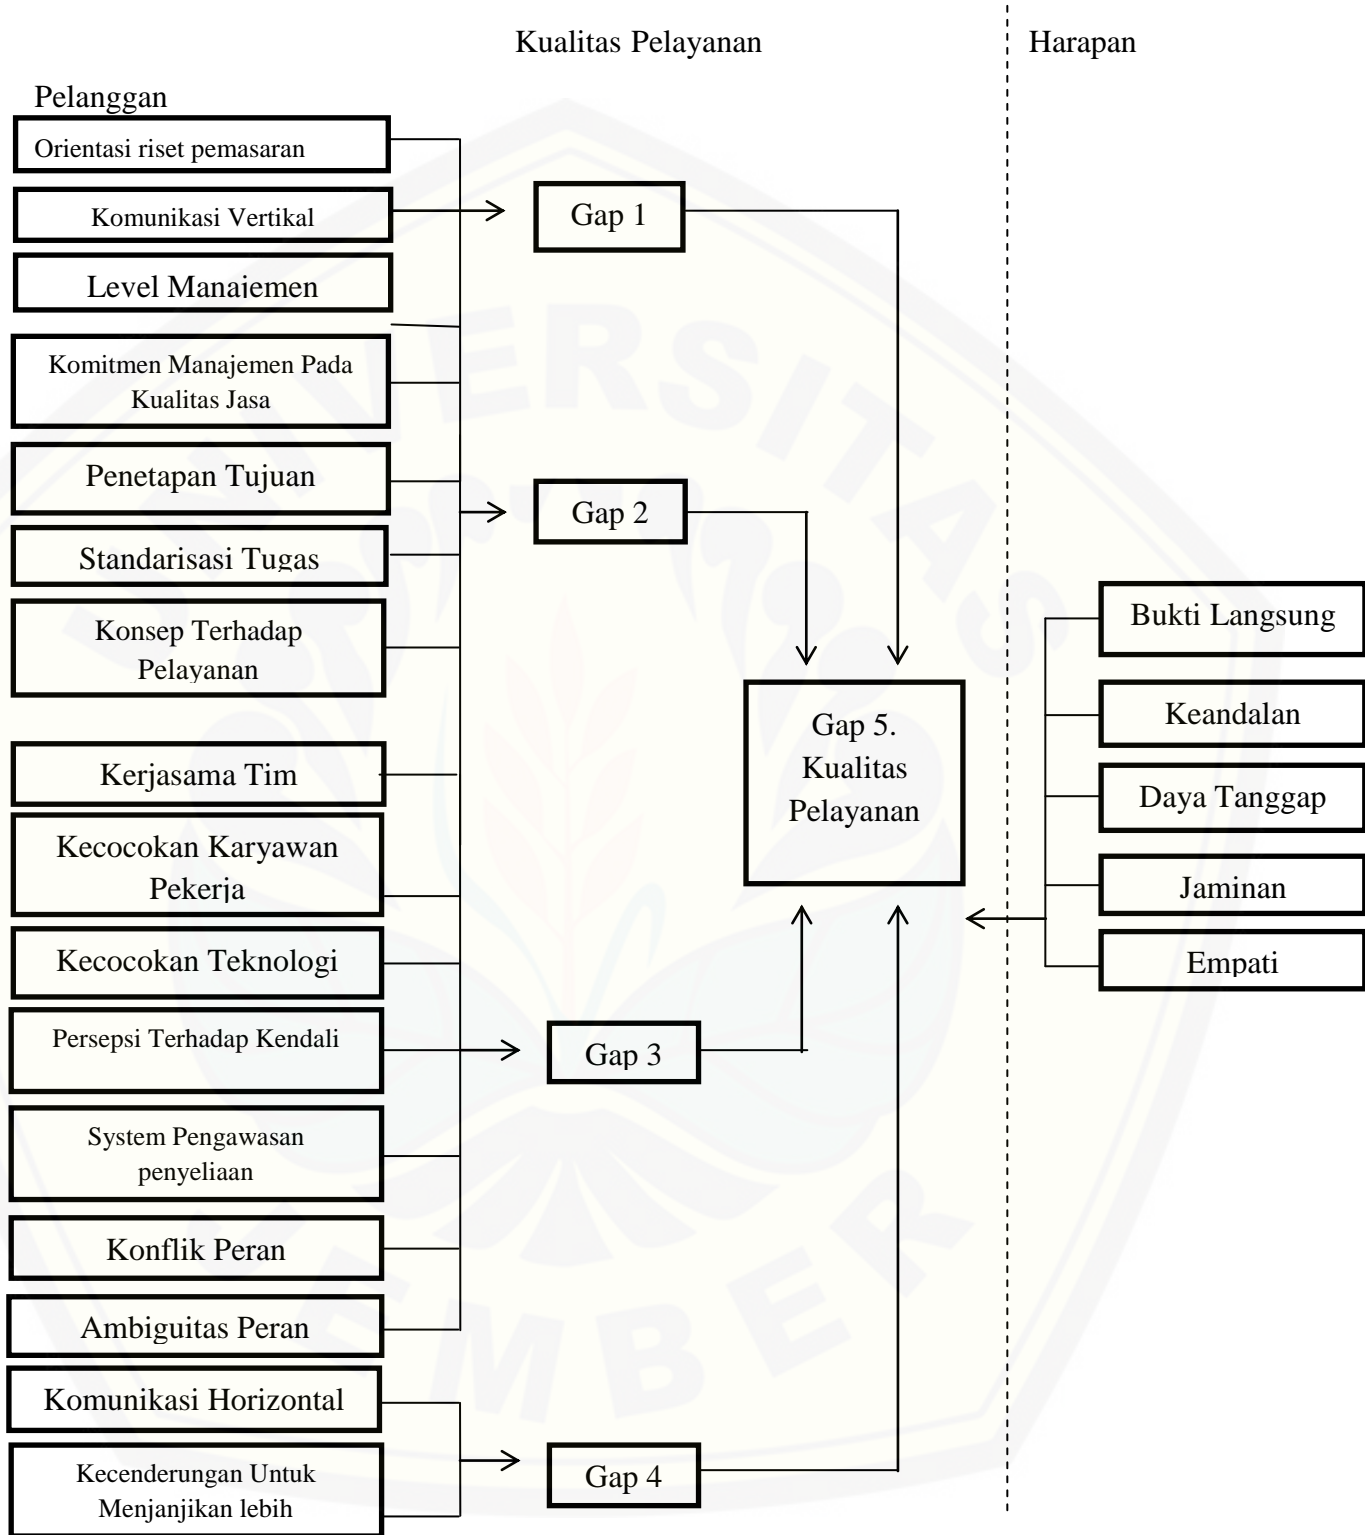 Kualitas Pelayanan
Harapan
Pelanggan
Orientasi riset pemasaran
Komunikasi Vertikal
Level Manajemen
Komitmen Manajemen Pada
Kualitas Jasa
Penetapan Tujuan
Standarisasi Tugas
Konsep Terhadap
Pelayanan
Kerjasama Tim
Kecocokan Karyawan
Pekerja
Kecocokan Teknologi
Persepsi Terhadap Kendali
System Pengawasan
penyeliaan
Konflik Peran
Ambiguitas Peran
Komunikasi Horizontal
Kecenderungan Untuk
Menjanjikan lebih
Gap 1
Gap 2
Gap 3
Gap 4
Gap 5.
Kualitas
Pelayanan
Bukti Langsung
Keandalan
Daya Tanggap
Jaminan
Empati
UNIVERSITAS
JEMBER